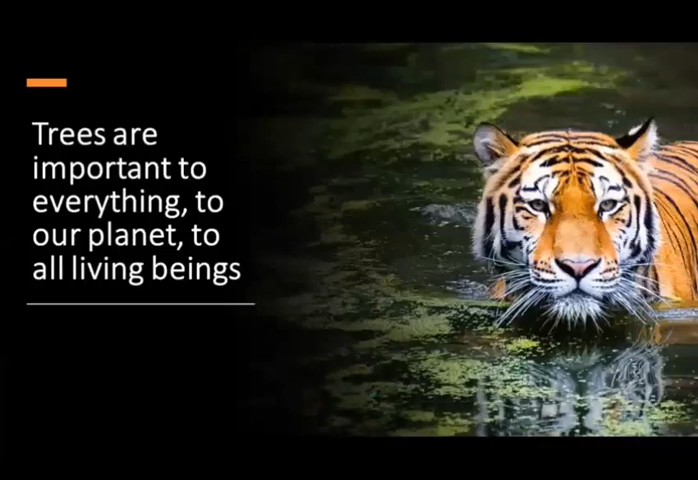 Trees are
important to
everything, to
our planet, to
all living beings